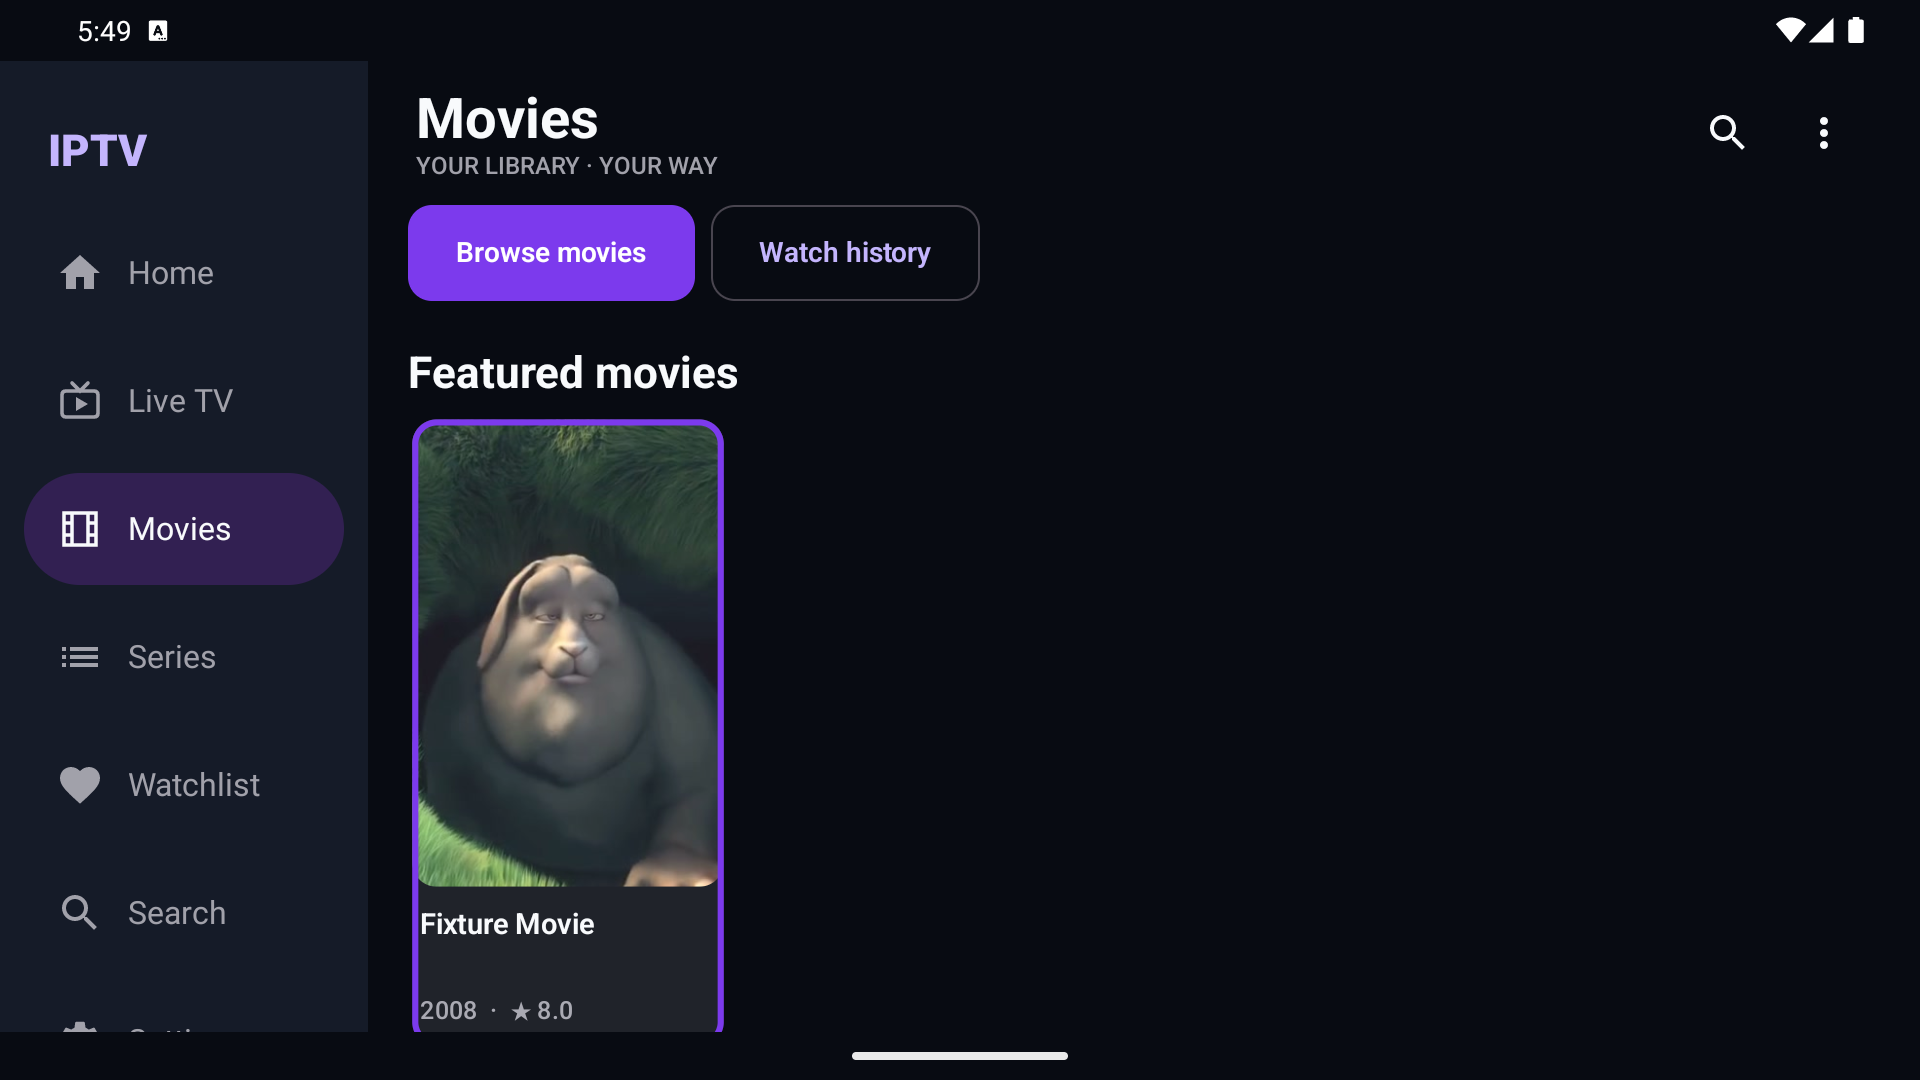 5:49
IPTV
Home
Live TV
Movies
Series
Watchlist
Search
Movies
YOUR LIBRARY · YOUR WAY
Browse movies
Watch history
Featured movies
Fixture Movie
2008 · ★ 8.0